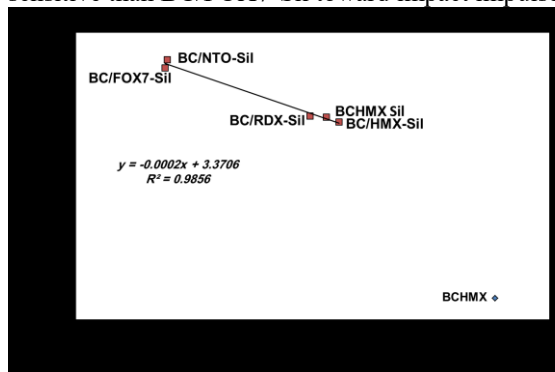 BC/NTO-Sil
BC/FOX7-Sil
BC/RDX-Sil
BCHMX Sil
BC/HMX-Sil
y = -0.0002x + 3.3706
R² = 0.9856
BCHMX